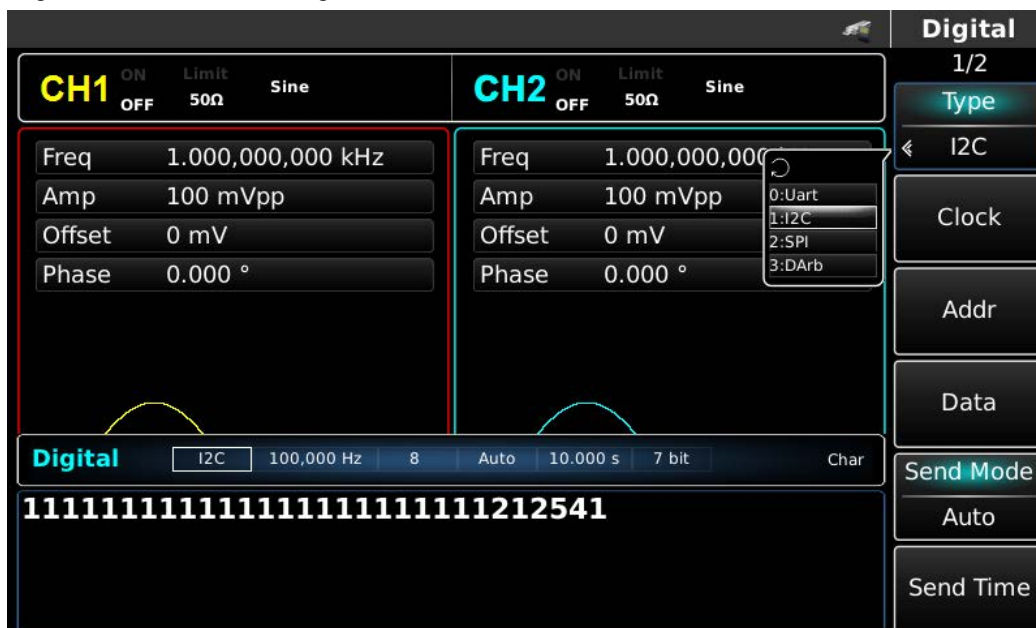 Digital
1/2
CH1 ON OFF Limit 50Ω Sine
CH2 ON OFF Limit 50Ω Sine
Type
I2C
Freq 1.000,000,000 kHz
Amp 100 mVpp
Offset 0 mV
Phase 0.000 °
Freq 1.000,000,000
Amp 100 mVpp
Offset 0 mV
Phase 0.000 °
0:Uart
1:I2C
2:SPI
3:DArb
Clock
Addr
Data
Digital I2C 100,000 Hz 8 Auto 10.000 s 7 bit Char
Send Mode
Auto
Send Time